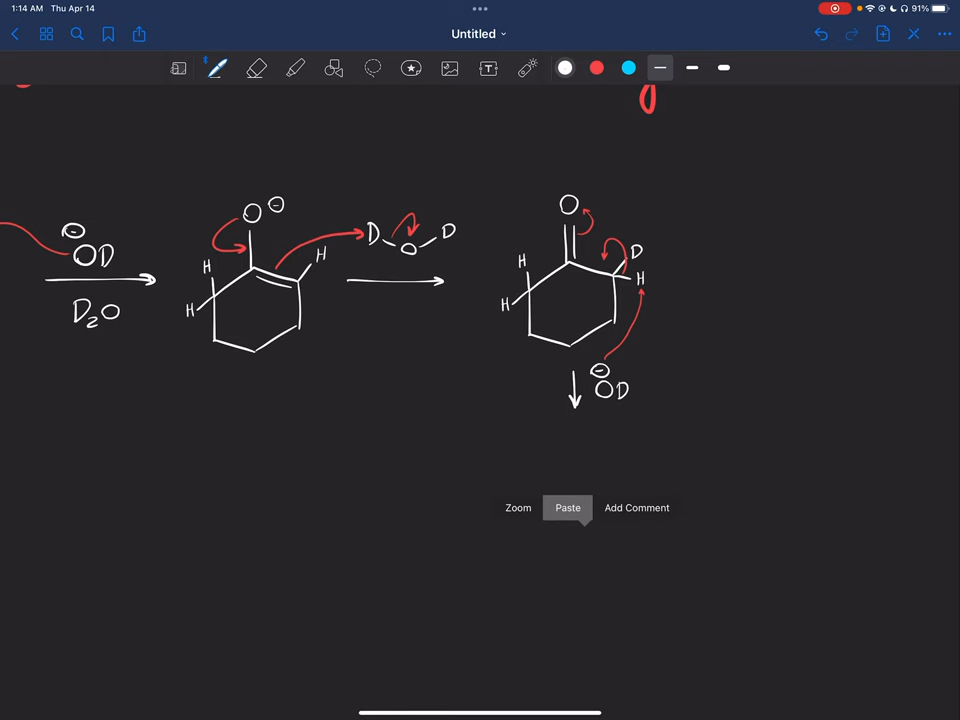 1:14 AM Thu Apr 14
91%
Untitled
O ⊖
⊖
OD
D₂O
H
H
H
D O D
O
H
H
D
H
⊖
OD
Zoom Paste Add Comment